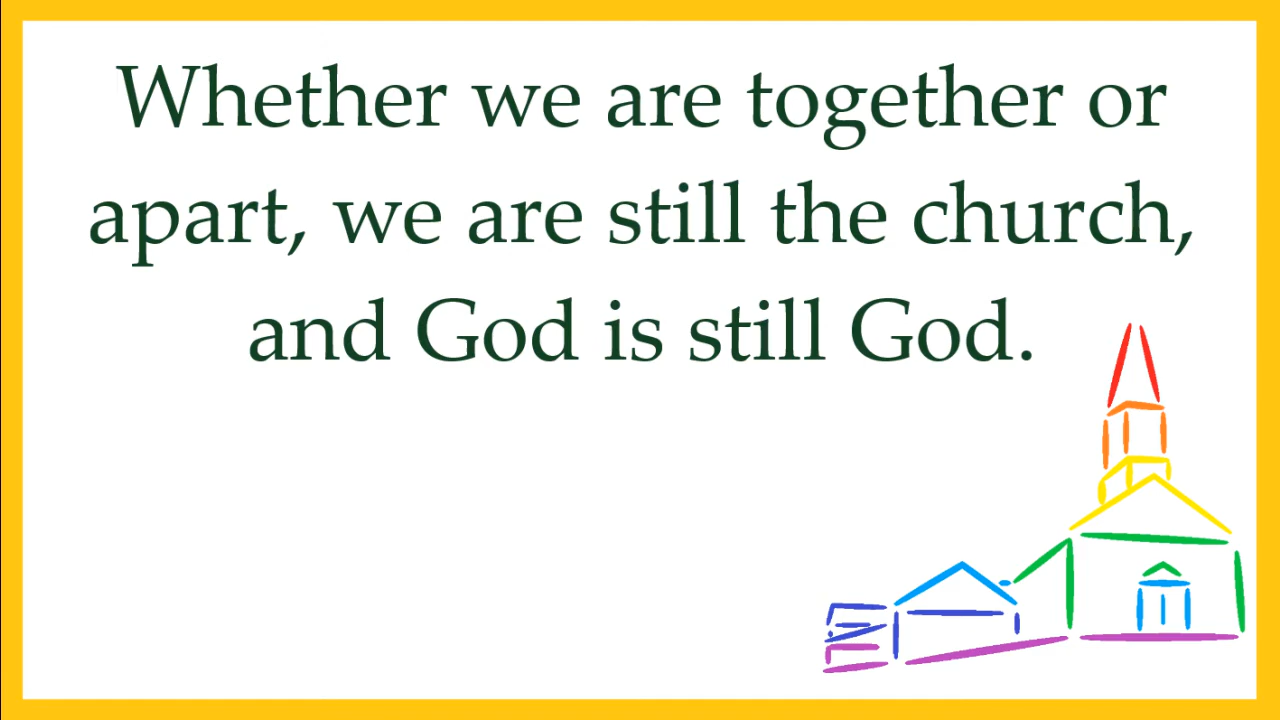 Whether we are together or
apart, we are still the church,
and God is still God.